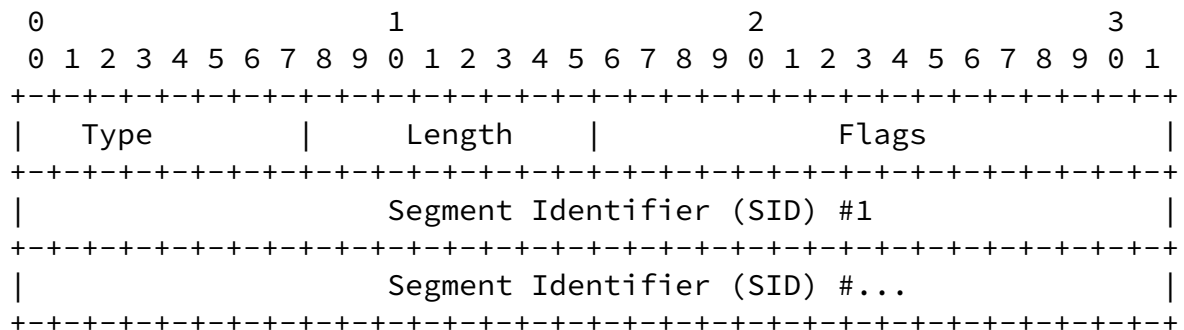 0                   1                   2                   3
 0 1 2 3 4 5 6 7 8 9 0 1 2 3 4 5 6 7 8 9 0 1 2 3 4 5 6 7 8 9 0 1
+-+-+-+-+-+-+-+-+-+-+-+-+-+-+-+-+-+-+-+-+-+-+-+-+-+-+-+-+-+-+-+-+
|   Type        |     Length    |             Flags             |
+-+-+-+-+-+-+-+-+-+-+-+-+-+-+-+-+-+-+-+-+-+-+-+-+-+-+-+-+-+-+-+-+
|                    Segment Identifier (SID) #1                |
+-+-+-+-+-+-+-+-+-+-+-+-+-+-+-+-+-+-+-+-+-+-+-+-+-+-+-+-+-+-+-+-+
|                    Segment Identifier (SID) #...              |
+-+-+-+-+-+-+-+-+-+-+-+-+-+-+-+-+-+-+-+-+-+-+-+-+-+-+-+-+-+-+-+-+